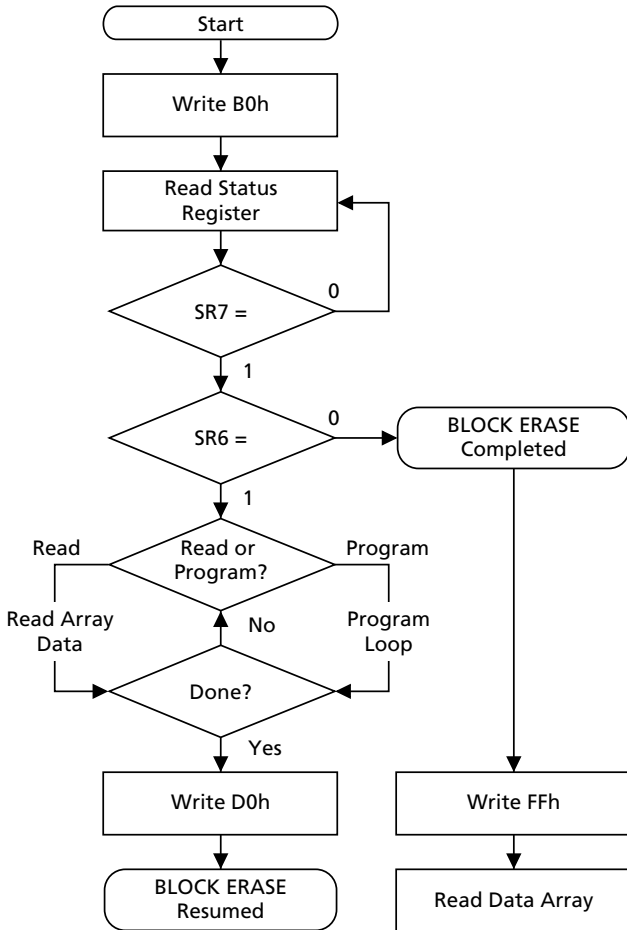 Start
Write B0h
Read Status
Register
0
SR7 =
1
0
SR6 =
BLOCK ERASE
Completed
1
Read
Read or
Program?
Program
Read Array
Data
No
Program
Loop
Done?
Yes
Write D0h
Write FFh
BLOCK ERASE
Resumed
Read Data Array